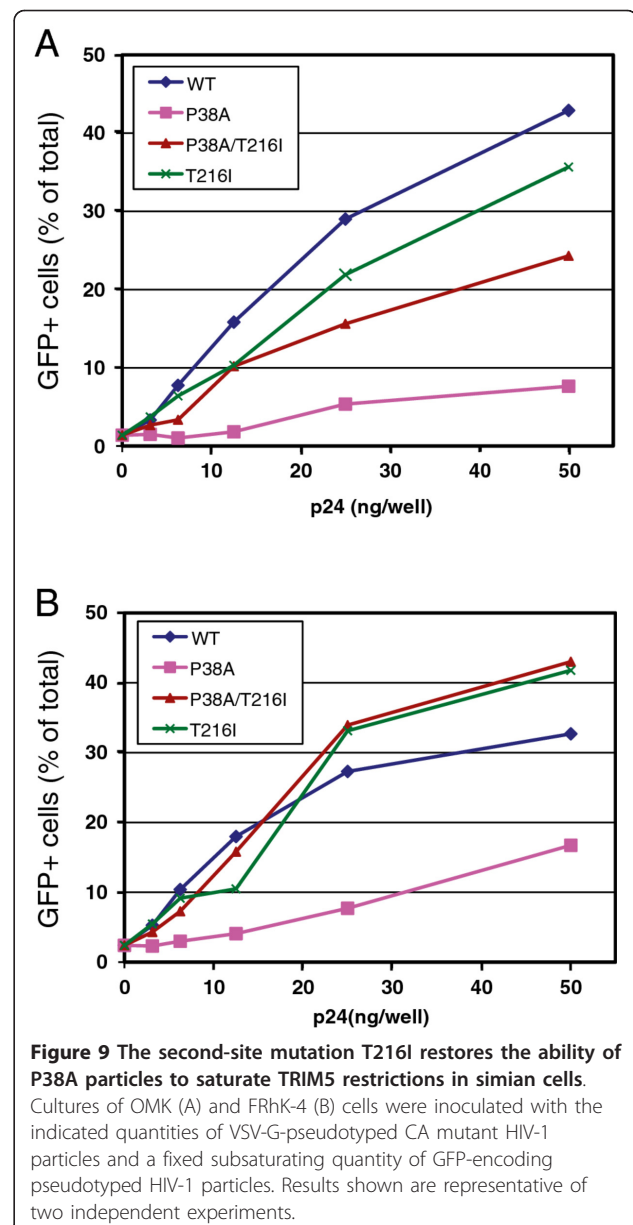 A
50
40
30
20
10
0
GFP+ cells (% of total)
WT
P38A
P38A/T216I
T216I
0 10 20 30 40 50
p24 (ng/well)
B
50
40
30
20
10
0
GFP+ cells (% of total)
WT
P38A
P38A/T216I
T216I
0 10 20 30 40 50
p24(ng/well)
Figure 9 The second-site mutation T216I restores the ability of
P38A particles to saturate TRIM5 restrictions in simian cells.
Cultures of OMK (A) and FRhK-4 (B) cells were inoculated with the
indicated quantities of VSV-G-pseudotyped CA mutant HIV-1
particles and a fixed subsaturating quantity of GFP-encoding
pseudotyped HIV-1 particles. Results shown are representative of
two independent experiments.